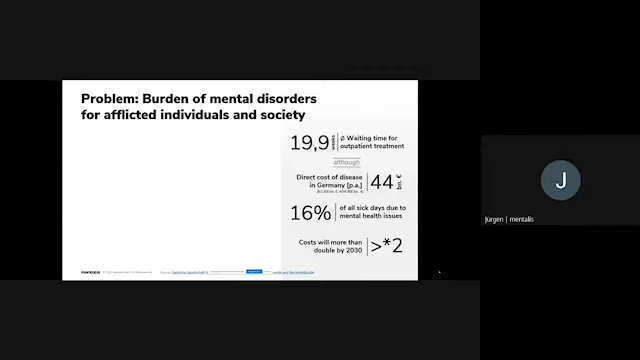 Problem: Burden of mental disorders
for afflicted individuals and society
19,9 weeks
Ø Waiting time for
outpatient treatment
although
Direct cost of disease
in Germany [p.a.]
44 bn. €
16%
of all sick days due to
mental health issues
Costs will more than
double by 2030
>*2
mentalis
J
Jürgen | mentalis